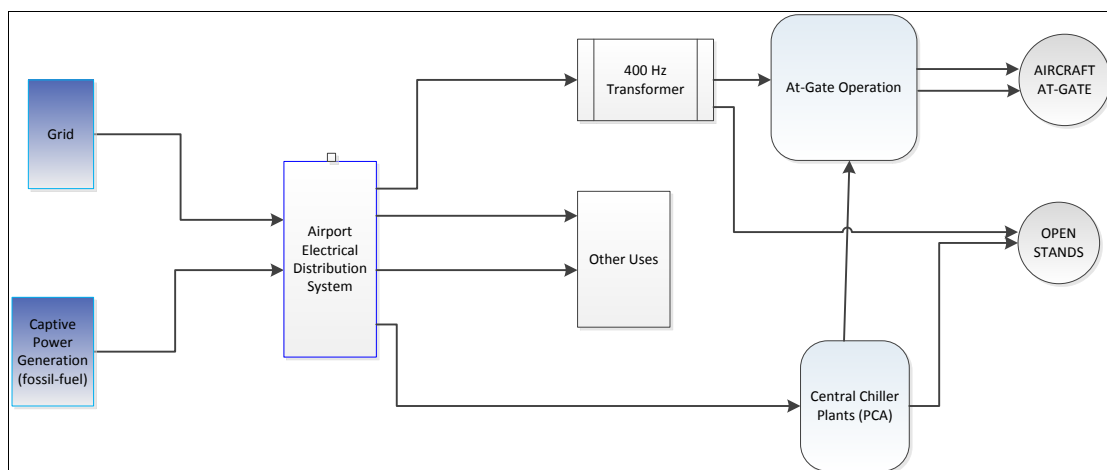 400 Hz
Transformer
At-Gate Operation
AIRCRAFT
AT-GATE
Grid
Airport
Electrical
Distribution
System
Other Uses
OPEN
STANDS
Captive
Power
Generation
(fossil-fuel)
Central Chiller
Plants (PCA)